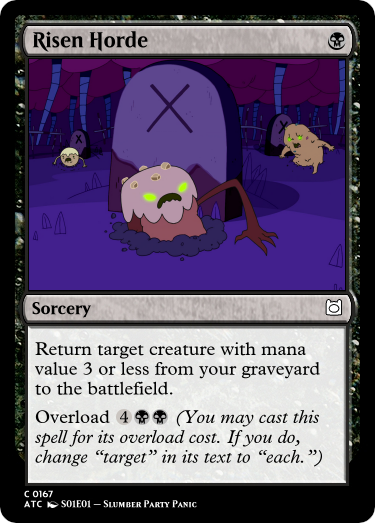 Risen Horde
Sorcery
Return target creature with mana
value 3 or less from your graveyard
to the battlefield.
Overload 4 (You may cast this
spell for its overload cost. If you do,
change “target” in its text to “each.”)
C 0167
ATC S01E01 – Slumber Party Panic